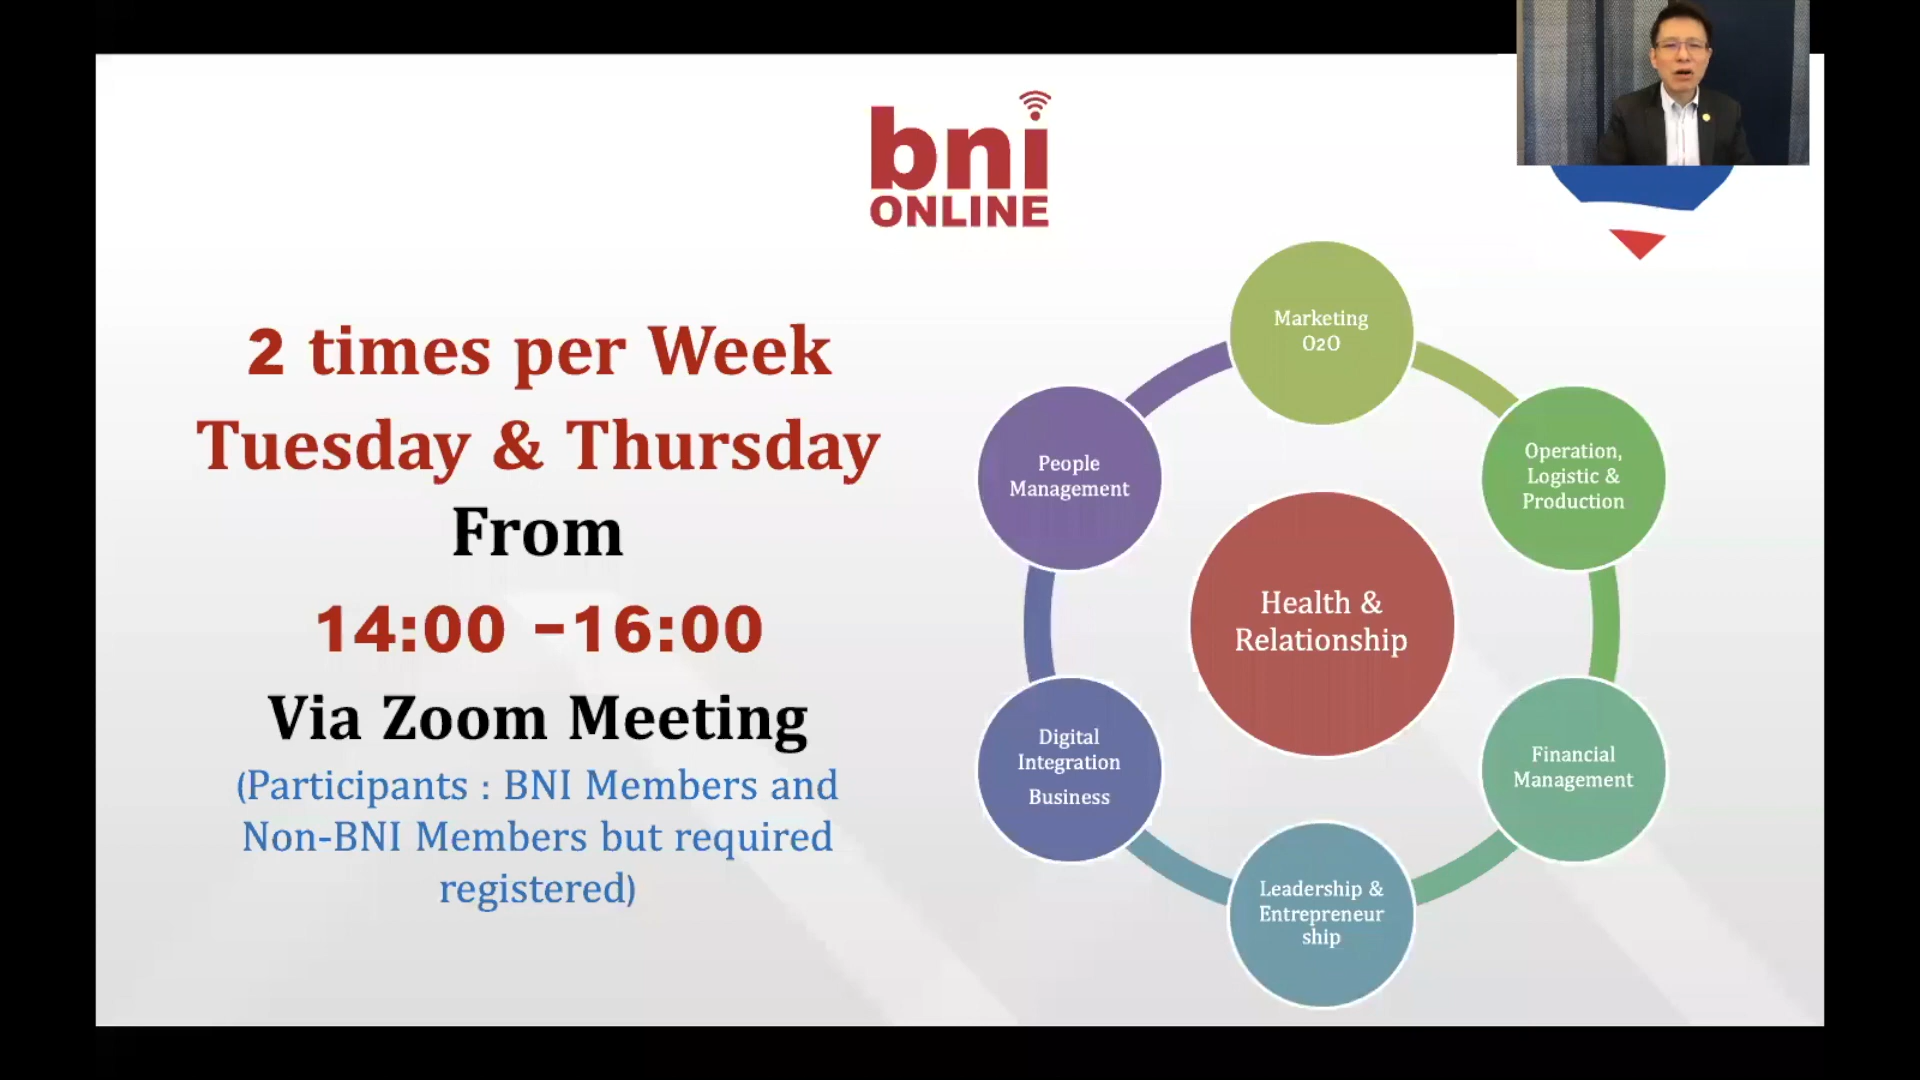 bni
ONLINE
2 times per Week
Tuesday & Thursday
From
14:00 -16:00
Via Zoom Meeting
(Participants : BNI Members and
Non-BNI Members but required
registered)
Marketing
O2O
Operation,
Logistic &
Production
Financial
Management
Leadership &
Entrepreneur
ship
Digital
Integration
Business
People
Management
Health &
Relationship